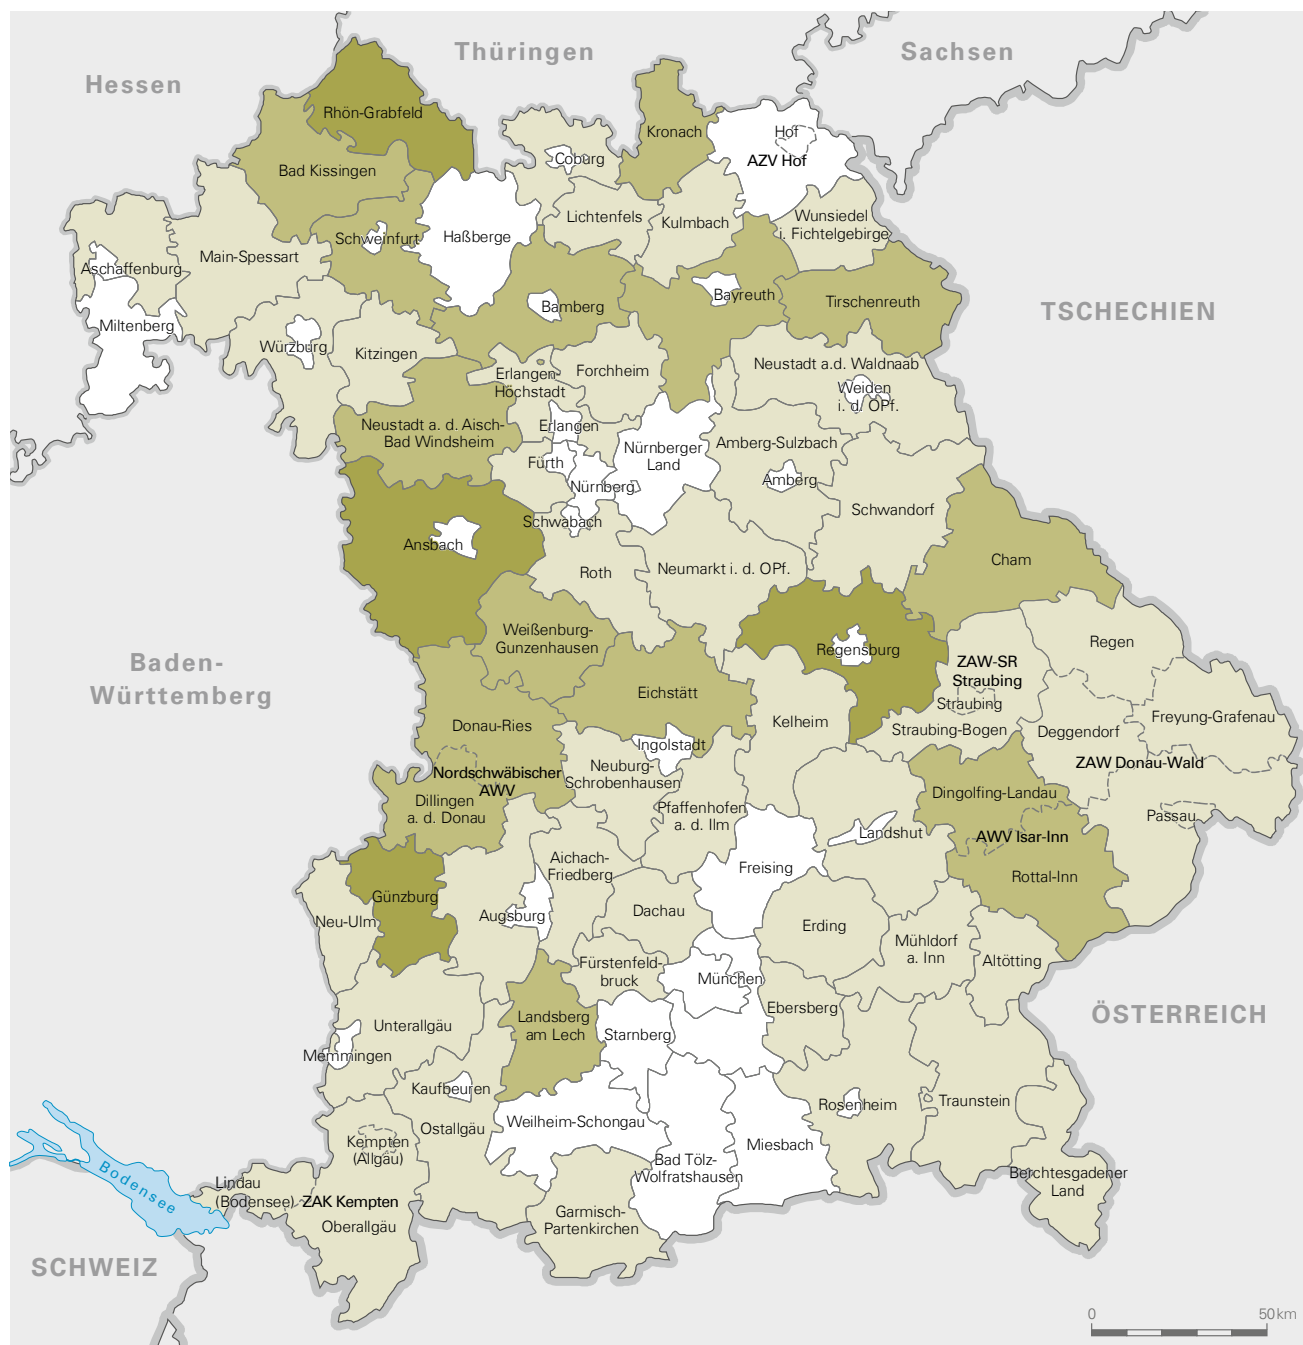 Thüringen
Sachsen
Hessen
Rhön-Grabfeld
Kronach
Hof
Coburg
AZV Hof
Bad Kissingen
Lichtenfels
Kulmbach
Wunsiedel
i. Fichtelgebirge
Schweinfurt
Haßberge
Main-Spessart
Aschaffenburg
Bayreuth
Tirschenreuth
Bamberg
TSCHECHIEN
Miltenberg
Würzburg
Kitzingen
Neustadt a.d. Waldnaab
Erlangen-
Höchstadt
Forchheim
Weiden
i. d. OPf.
Neustadt a. d. Aisch-
Bad Windsheim
Erlangen
Nürnberger
Land
Amberg-Sulzbach
Fürth
Amberg
Nürnberg
Schwandorf
Schwabach
Ansbach
Cham
Roth
Neumarkt i. d. OPf.
Weißenburg-
Gunzenhausen
Regen
Regensburg
Baden-
Württemberg
ZAW-SR
Straubing
Eichstätt
Straubing
Kelheim
Freyung-Grafenau
Donau-Ries
Straubing-Bogen
Deggendorf
Ingolstadt
ZAW Donau-Wald
Nordschwäbischer
AWV
Neuburg-
Schrobenhausen
Dingolfing-Landau
Dillingen
a. d. Donau
Pfaffenhofen
a. d. Ilm
Passau
Landshut
AWV Isar-Inn
Aichach-
Friedberg
Freising
Rottal-Inn
Günzburg
Neu-Ulm
Augsburg
Dachau
Erding
Mühldorf
a. Inn
Altötting
Fürstenfeld-
bruck
München
Ebersberg
ÖSTERREICH
Landsberg
am Lech
Unterallgäu
Starnberg
Memmingen
Kaufbeuren
Rosenheim
Traunstein
Ostallgäu
Weilheim-Schongau
Miesbach
Kempten
(Allgäu)
Bad Tölz-
Wolfratshausen
Berchtesgadener
Land
Bodensee
Lindau
(Bodensee)
ZAK Kempten
Oberallgäu
Garmisch-
Partenkirchen
SCHWEIZ
0 50 km